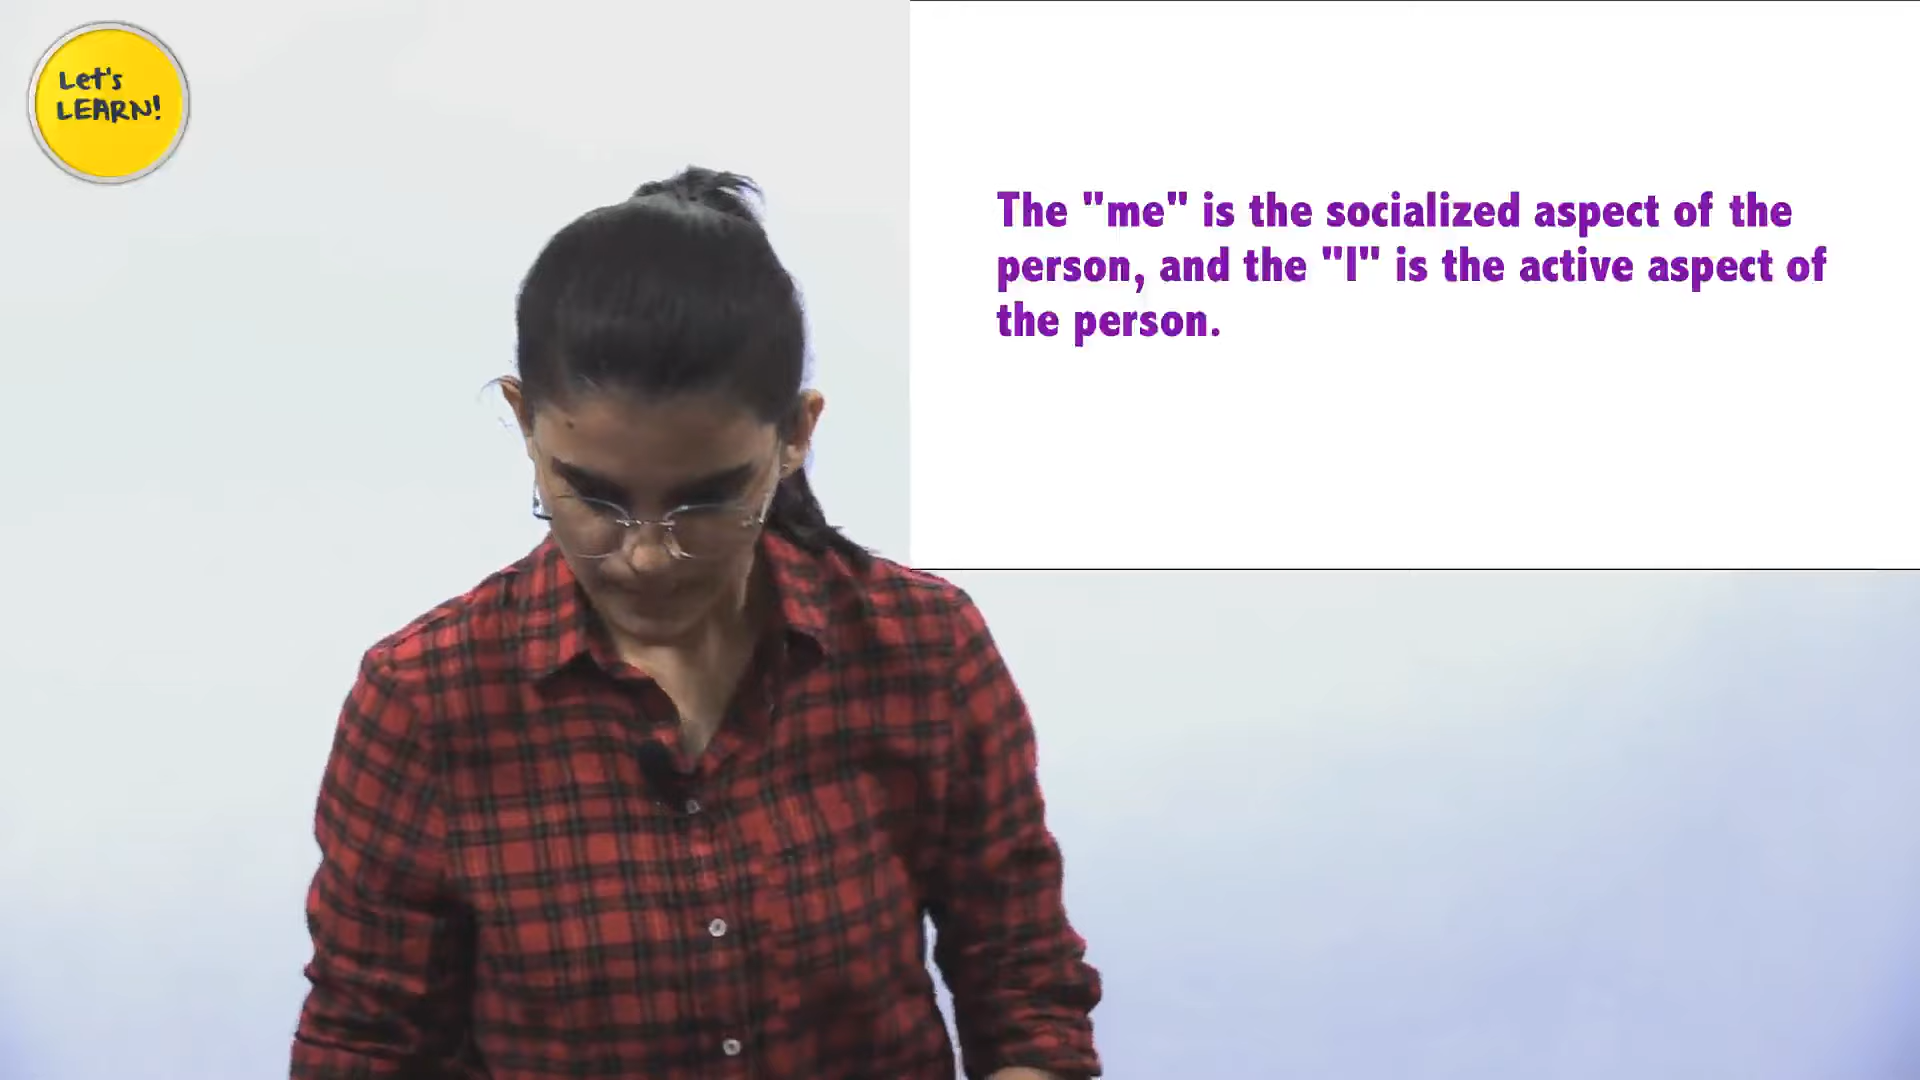 Let's
LEARN!
The "me" is the socialized aspect of the
person, and the "I" is the active aspect of
the person.